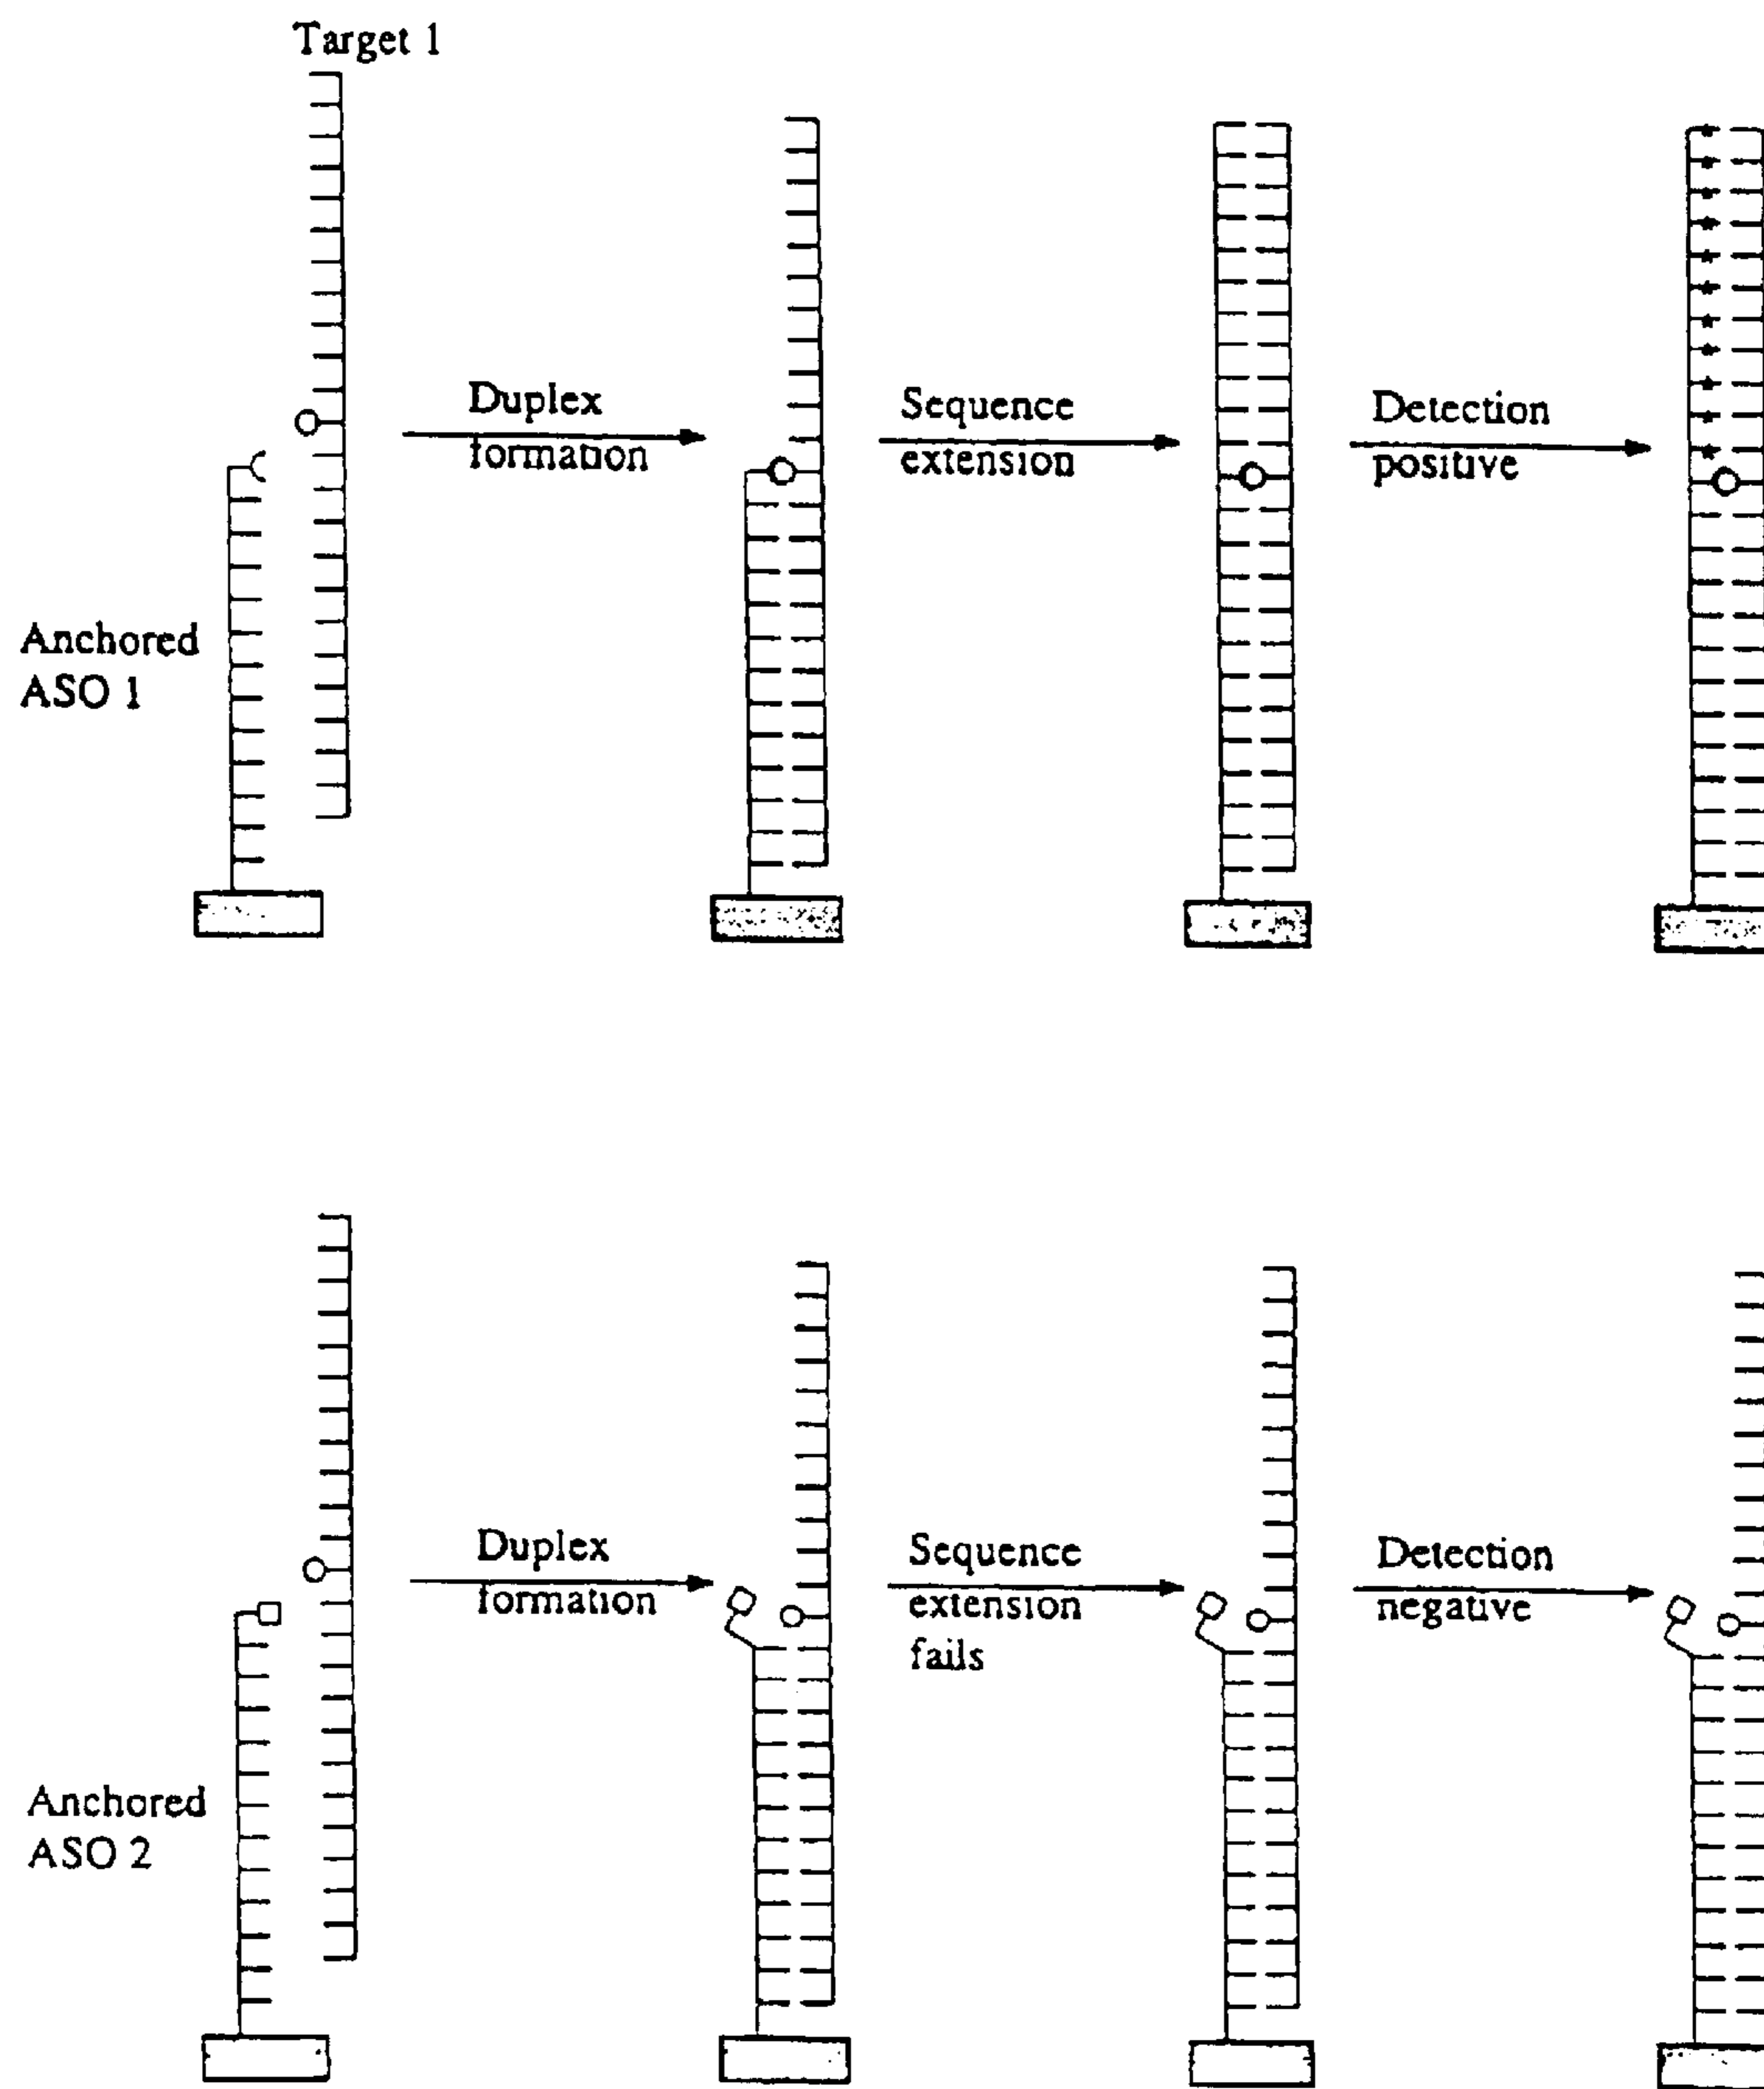 Target 1
Duplex
formation
Sequence
extension
Detection
positive
Anchored
ASO 1
Duplex
formation
Sequence
extension
fails
Detection
negative
Anchored
ASO 2